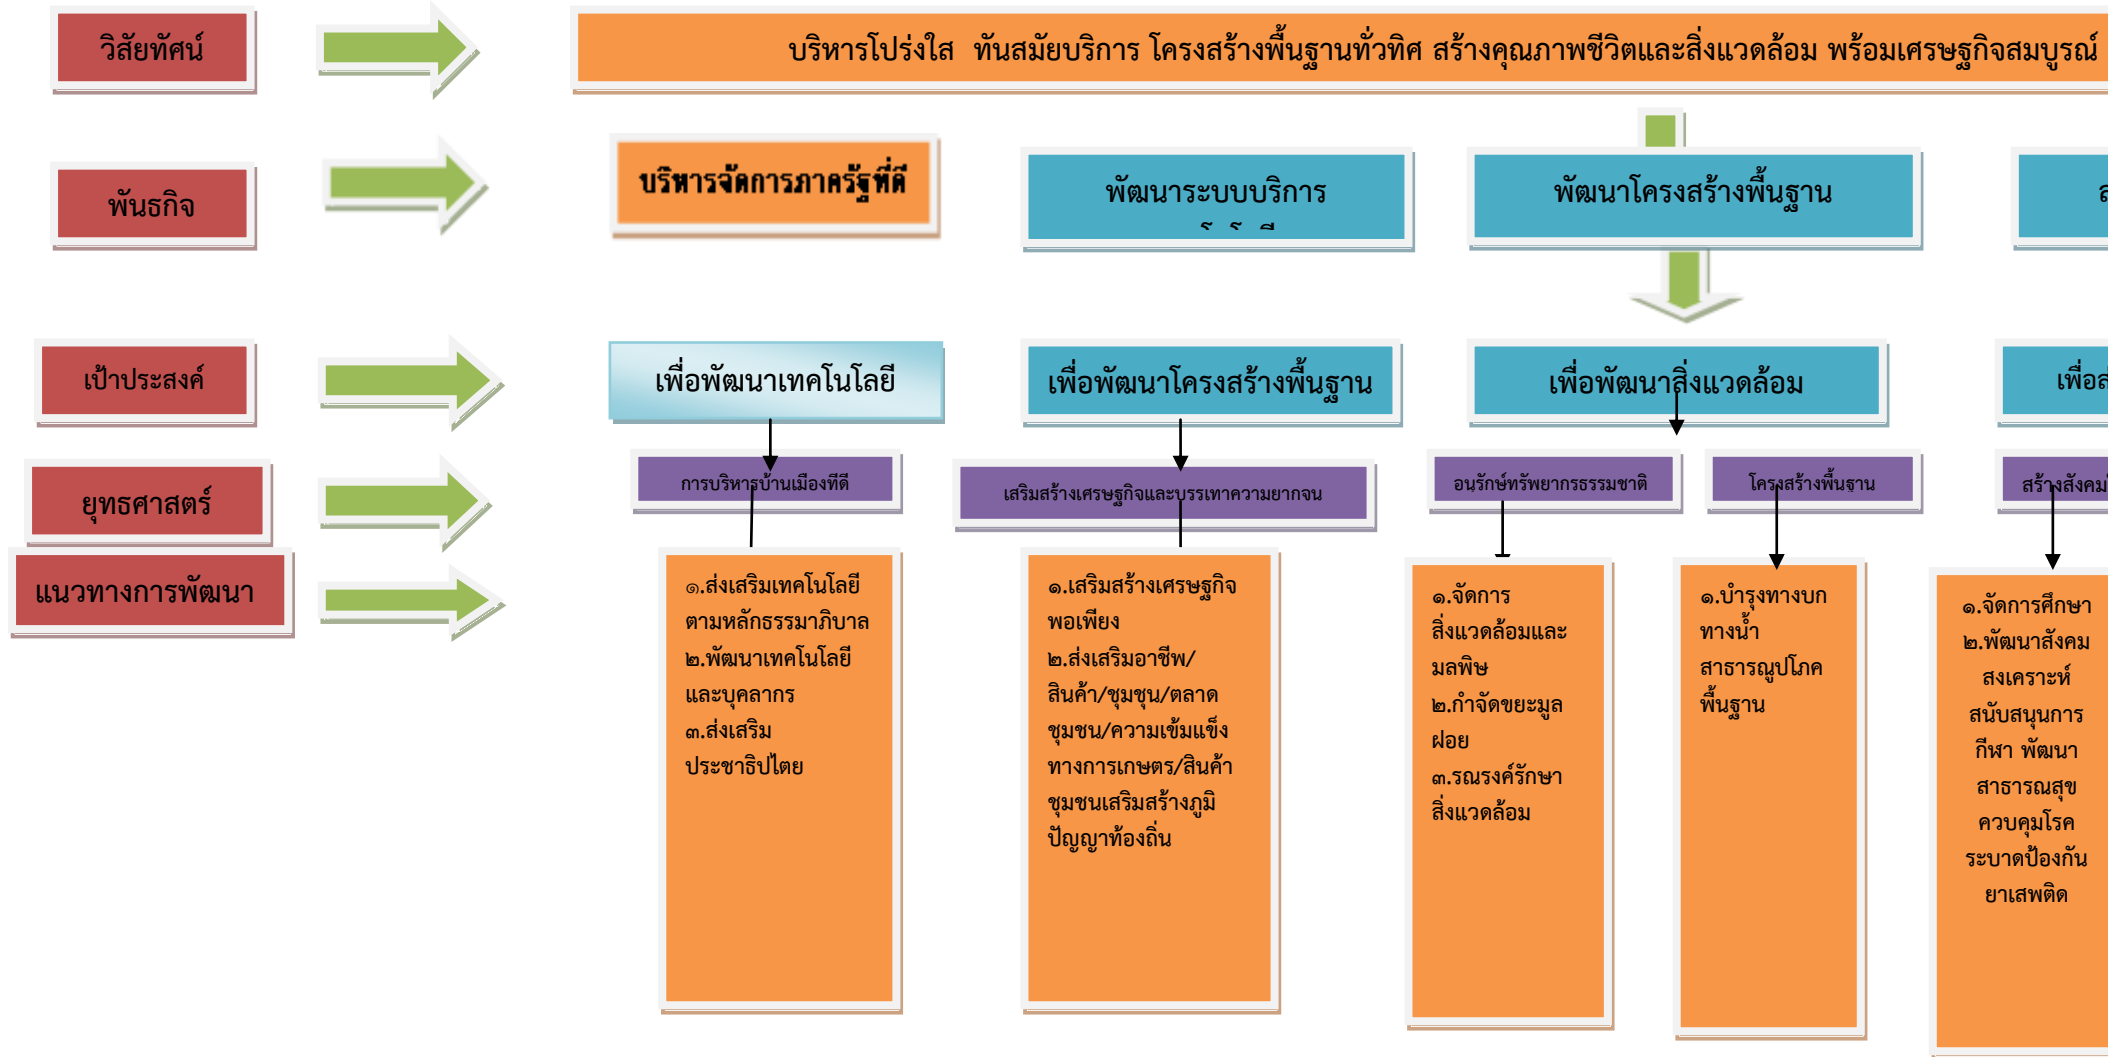 วิสัยทัศน์
บริหารโปร่งใส  ทันสมัยบริการ โครงสร้างพื้นฐานทั่วทิศ สร้างคุณภาพชีวิตและสิ่งแวดล้อม พร้อมเศรษฐกิจสมบูรณ์
พันธกิจ
บริหารจัดการภาครัฐที่ดี
พัฒนาระบบบริการ
พัฒนาโครงสร้างพื้นฐาน
เป้าประสงค์
เพื่อพัฒนาเทคโนโลยี
เพื่อพัฒนาโครงสร้างพื้นฐาน
เพื่อพัฒนาสิ่งแวดล้อม
ยุทธศาสตร์
การบริหารบ้านเมืองที่ดี
เสริมสร้างเศรษฐกิจและบรรเทาความยากจน
อนุรักษ์ทรัพยากรธรรมชาติ
โครงสร้างพื้นฐาน
สร้างสังคม
แนวทางการพัฒนา
๑.ส่งเสริมเทคโนโลยี
ตามหลักธรรมาภิบาล
๒.พัฒนาเทคโนโลยี
และบุคลากร
๓.ส่งเสริม
ประชาธิปไตย
๑.เสริมสร้างเศรษฐกิจ
พอเพียง
๒.ส่งเสริมอาชีพ/
สินค้า/ชุมชุน/ตลาด
ชุมชน/ความเข้มแข็ง
ทางการเกษตร/สินค้า
ชุมชนเสริมสร้างภูมิ
ปัญญาท้องถิ่น
๑.จัดการ
สิ่งแวดล้อมและ
มลพิษ
๒.กำจัดขยะมูล
ฝอย
๓.รณรงค์รักษา
สิ่งแวดล้อม
๑.บำรุงทางบก
ทางน้ำ
สาธารณูปโภค
พื้นฐาน
๑.จัดการศึกษา
๒.พัฒนาสังคม
สงเคราะห์
สนับสนุนการ
กีฬา พัฒนา
สาธารณสุข
ควบคุมโรค
ระบาดป้องกัน
ยาเสพติด